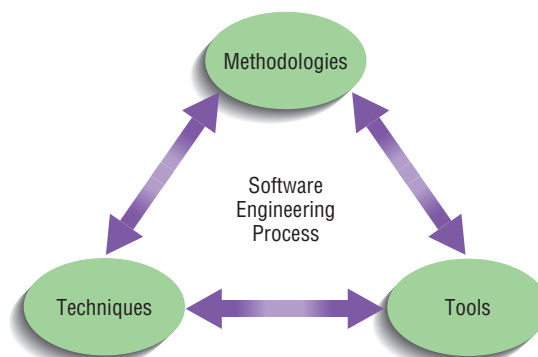 Methodologies
Software
Engineering
Process
Techniques
Tools